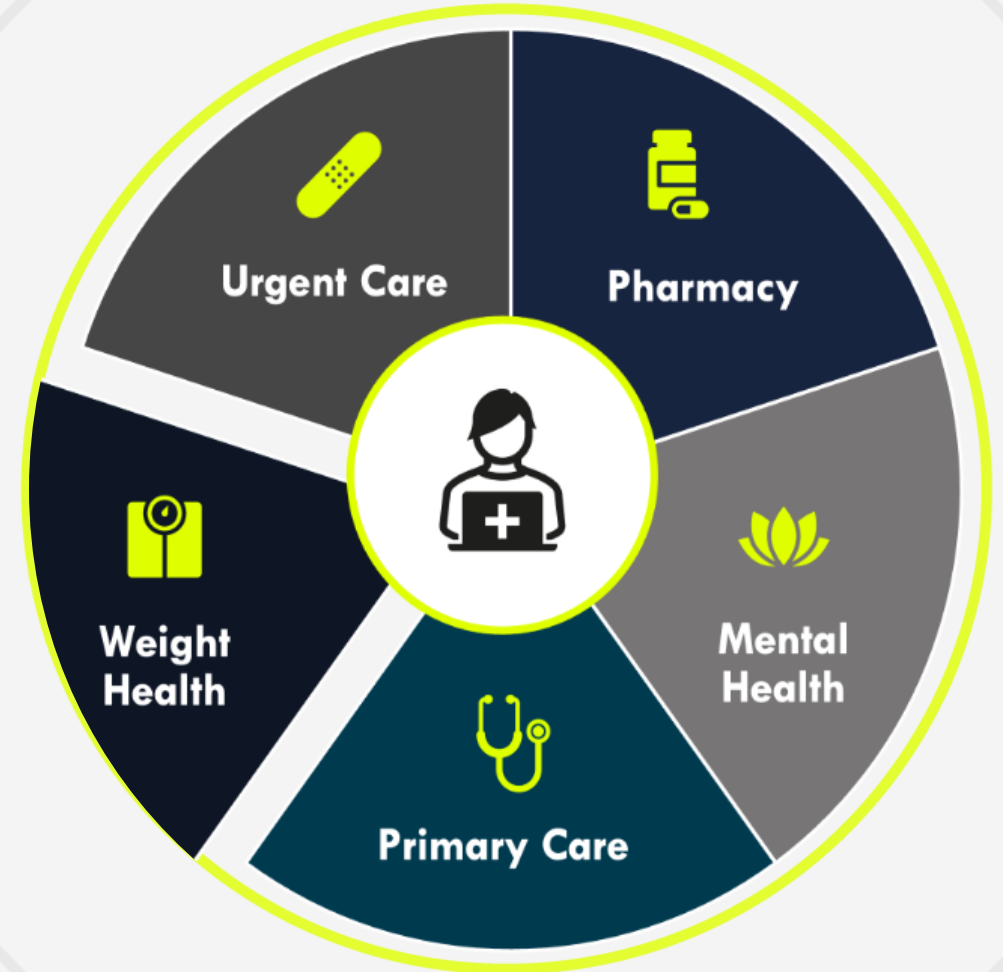 Urgent Care
Pharmacy
Weight
Health
Mental
Health
Primary Care